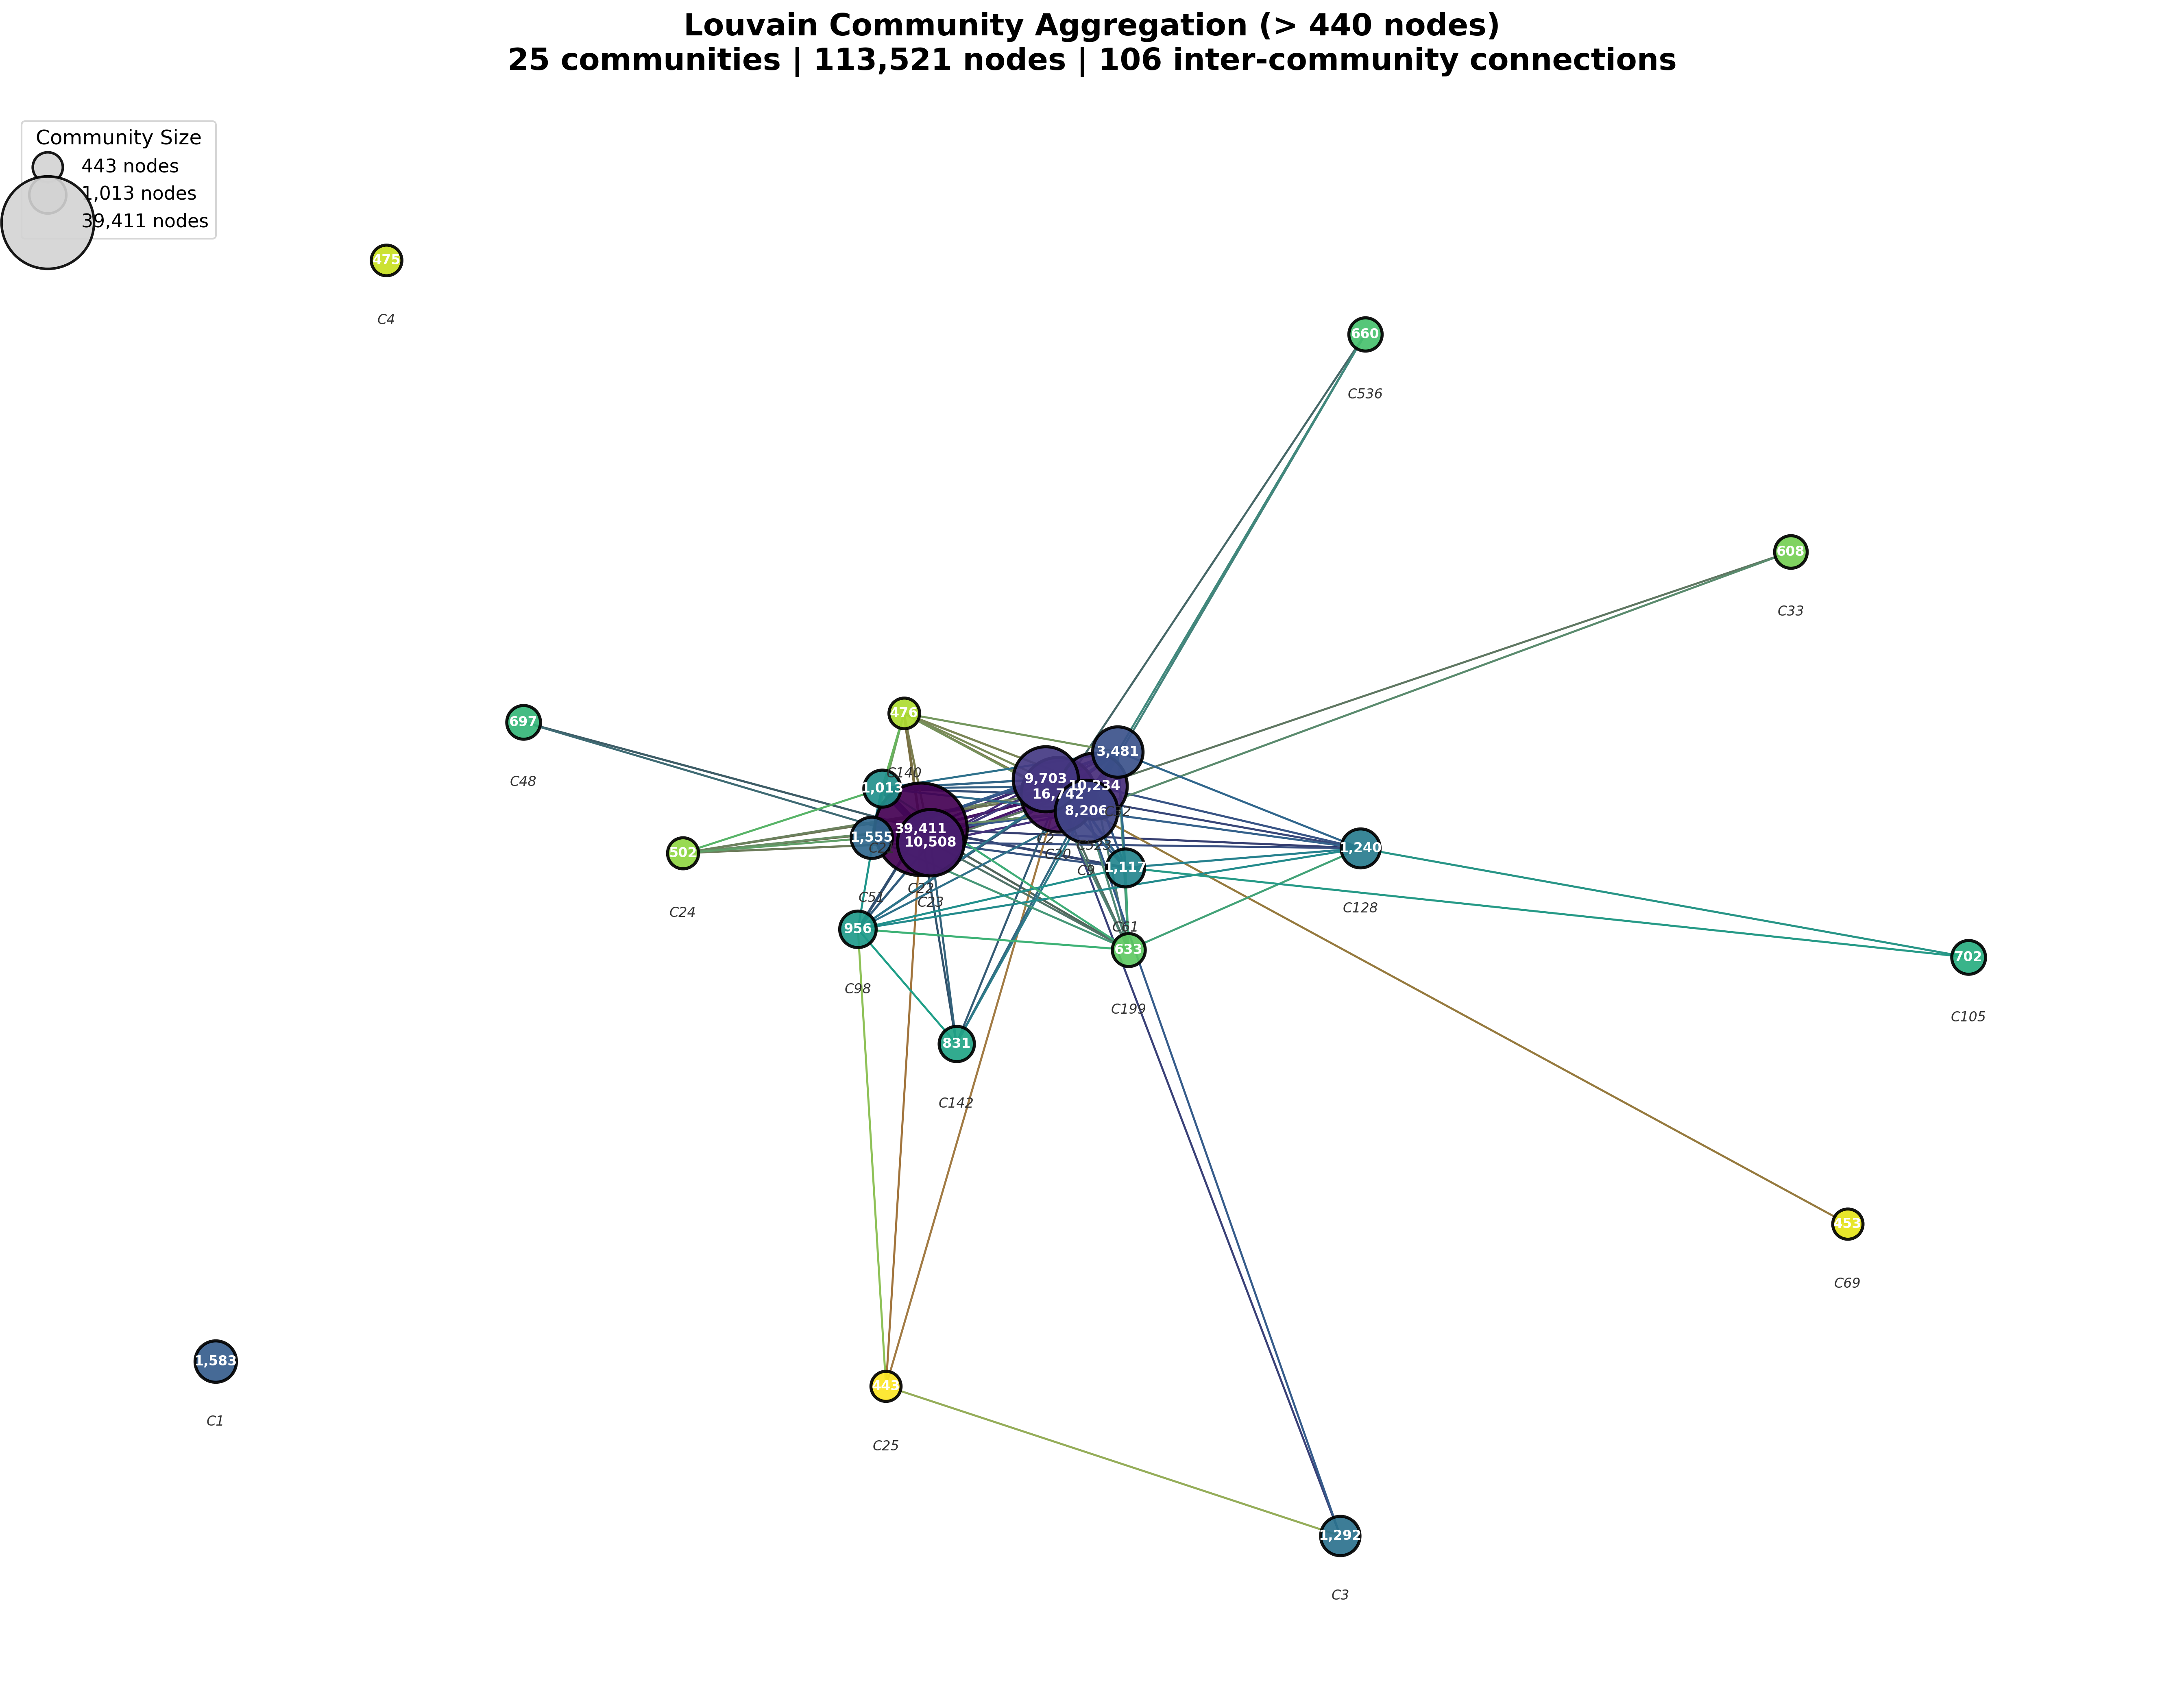 Louvain Community Aggregation (> 440 nodes)
25 communities | 113,521 nodes | 106 inter-community connections
Community Size
443 nodes
1,013 nodes
39,411 nodes
475
C4
660
C536
608
C33
697
C48
476
C140
3,481
9,703
10,234
16,742
8,206
1,013
39,411
10,508
1,555
C2
C20
C9
C51
C22
C23
502
C24
1,117
C61
1,240
C128
956
C98
633
C199
702
C105
831
C142
453
C69
1,583
C1
443
C25
1,292
C3